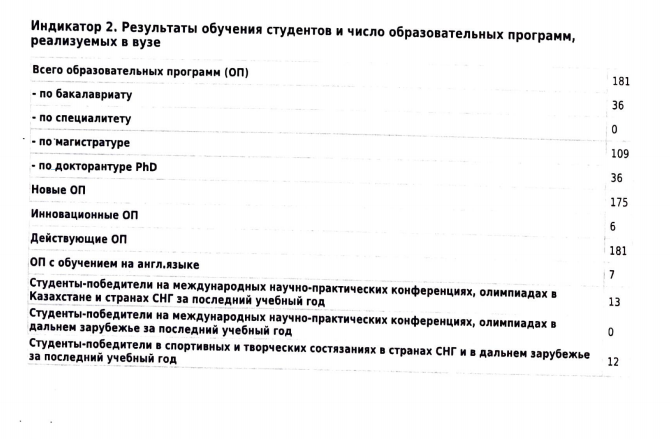 Индикатор 2. Результаты обучения студентов и число образовательных программ,
реализуемых в вузе
Всего образовательных программ (ОП) 181
- по бакалавриату 36
- по специалитету 0
- по магистратуре 109
- по докторантуре PhD 36
Новые ОП 175
Инновационные ОП 6
Действующие ОП 181
ОП с обучением на англ.языке 7
Студенты-победители на международных научно-практических конференциях, олимпиадах в
Казахстане и странах СНГ за последний учебный год 13
Студенты-победители на международных научно-практических конференциях, олимпиадах в
дальнем зарубежье за последний учебный год 0
Студенты-победители в спортивных и творческих состязаниях в странах СНГ и в дальнем зарубежье
за последний учебный год 12